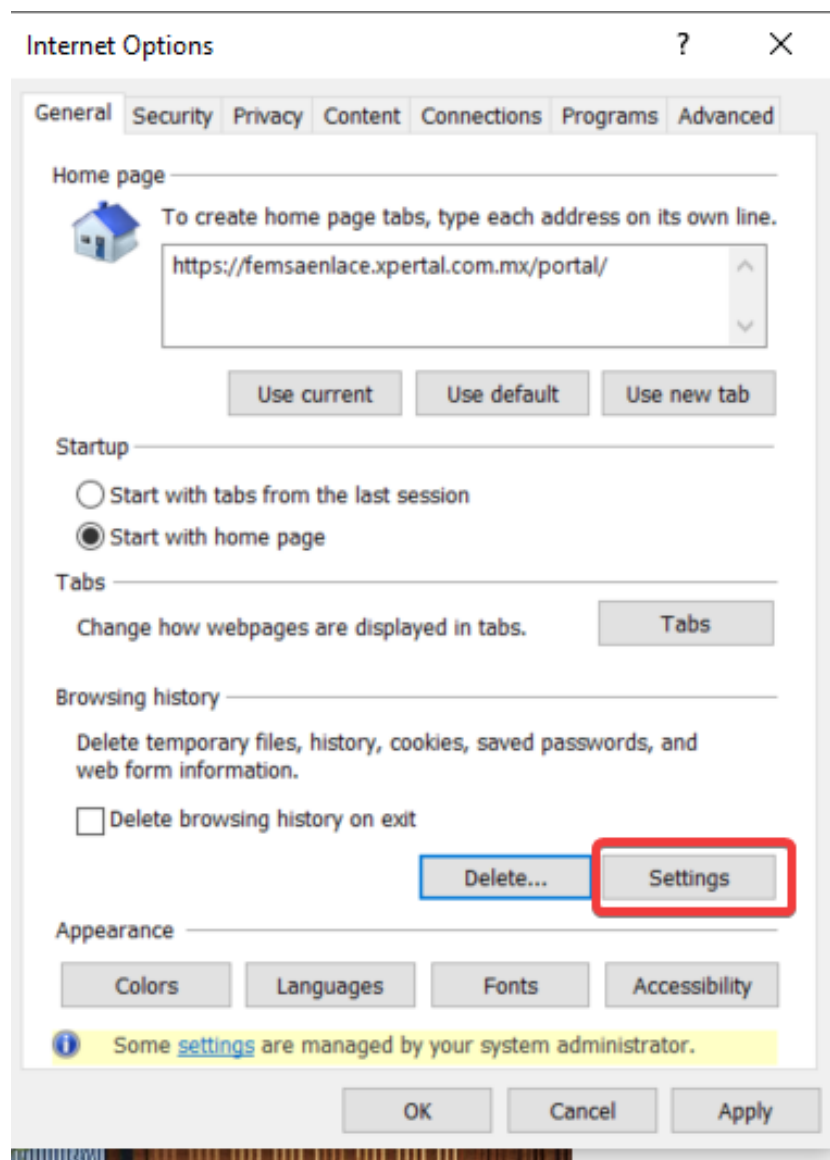 Internet Options ?
General Security Privacy Content Connections Programs Advanced
Home page
To create home page tabs, type each address on its own line.
https://femsaenlace.xpertal.com.mx/portal/
Use current Use default Use new tab
Startup
Start with tabs from the last session
Start with home page
Tabs
Change how webpages are displayed in tabs. Tabs
Browsing history
Delete temporary files, history, cookies, saved passwords, and
web form information.
Delete browsing history on exit
Delete... Settings
Appearance
Colors Languages Fonts Accessibility
Some settings are managed by your system administrator.
OK Cancel Apply